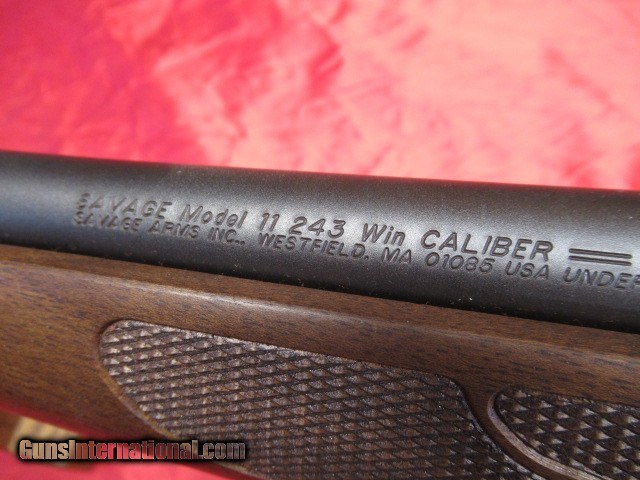 SAVAGE Model 11 243 Win CALIBER
SAVAGE ARMS INC., WESTFIELD, MA 01085 USA UNDER
GunsInternational.com